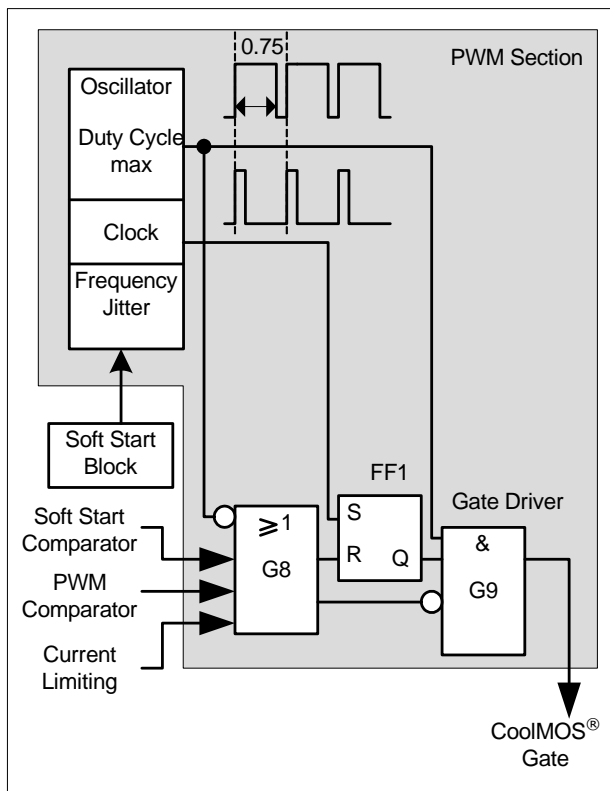 0.75
PWM Section
Oscillator
Duty Cycle
max
Clock
Frequency
Jitter
Soft Start
Block
FF1
Gate Driver
Soft Start
Comparator
PWM
Comparator
Current
Limiting
≥1
G8
S
R
Q
&
G9
CoolMOS®
Gate